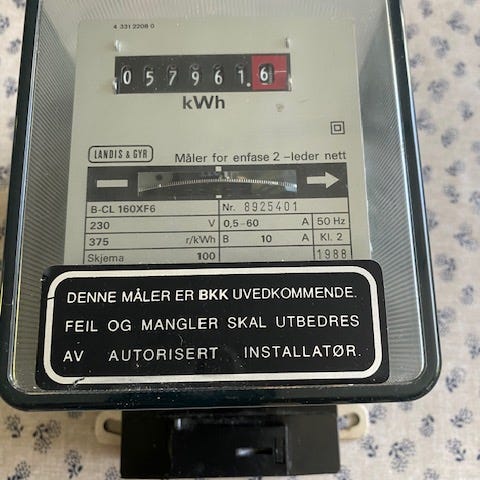 4 331 2208 0
057961.6
kWh
LANDIS & GYR Måler for enfase 2-leder nett
B-CL 160XF6 Nr. 8925401
230 V 0,5-60 A 50 Hz
375 r/kWh B 10 A Kl. 2
Skjema 100 1988
DENNE MÅLER ER BKK UVEDKOMMENDE.
FEIL OG MANGLER SKAL UTBEDRES
AV AUTORISERT INSTALLATØR.